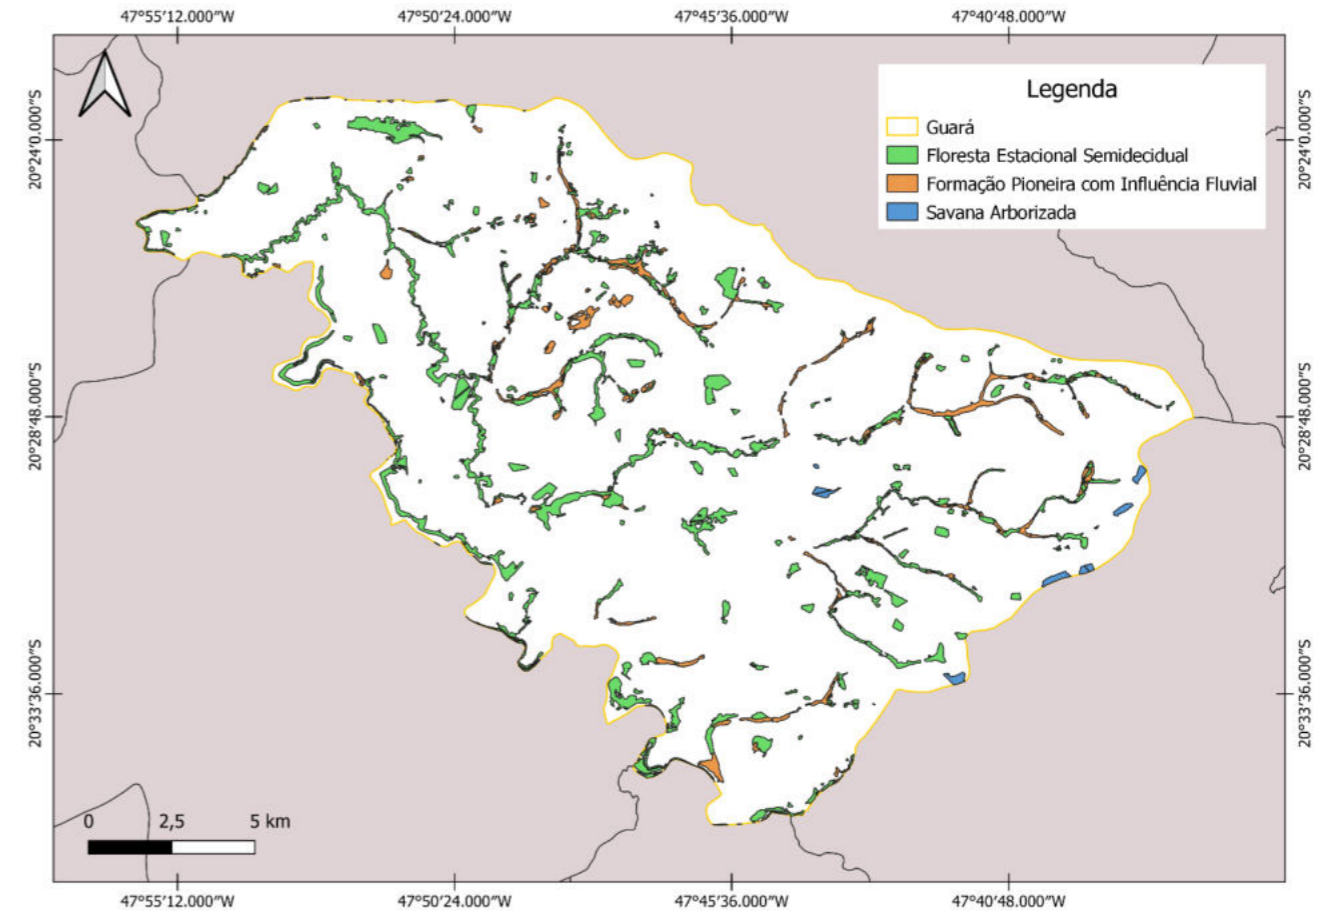 47°55'12.000"W 47°50'24.000"W 47°45'36.000"W 47°40'48.000"W
Legenda
Guará
Floresta Estacional Semidecidual
Formação Pioneira com Influência Fluvial
Savana Arborizada
20°24'0.000"S 20°24'0.000"S
20°28'48.000"S 20°28'48.000"S
20°33'36.000"S 20°33'36.000"S
0 2,5 5 km
47°55'12.000"W 47°50'24.000"W 47°45'36.000"W 47°40'48.000"W